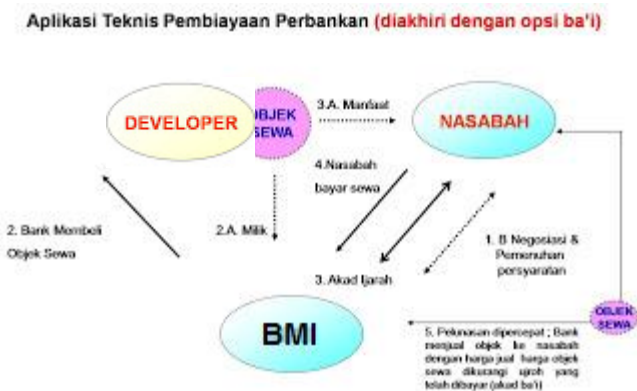 Aplikasi Teknis Pembiayaan Perbankan (diakhiri dengan opsi ba'i)
DEVELOPER
OBJEK
SEWA
3.A. Manfaat
NASABAH
4.Nasabah
bayar sewa
2. Bank Membeli
Objek Sewa
2.A. Milik
1. B Negosiasi &
Pemenuhan
persyaratan
3. Akad Ijarah
BMI
OBJEK
SEWA
5. Pelunasan dipercepat ; Bank
menjual objek ke nasabah
dengan harga jual harga objek
sewa dikurangi ujroh yang
telah dibayar (akad ba'i)